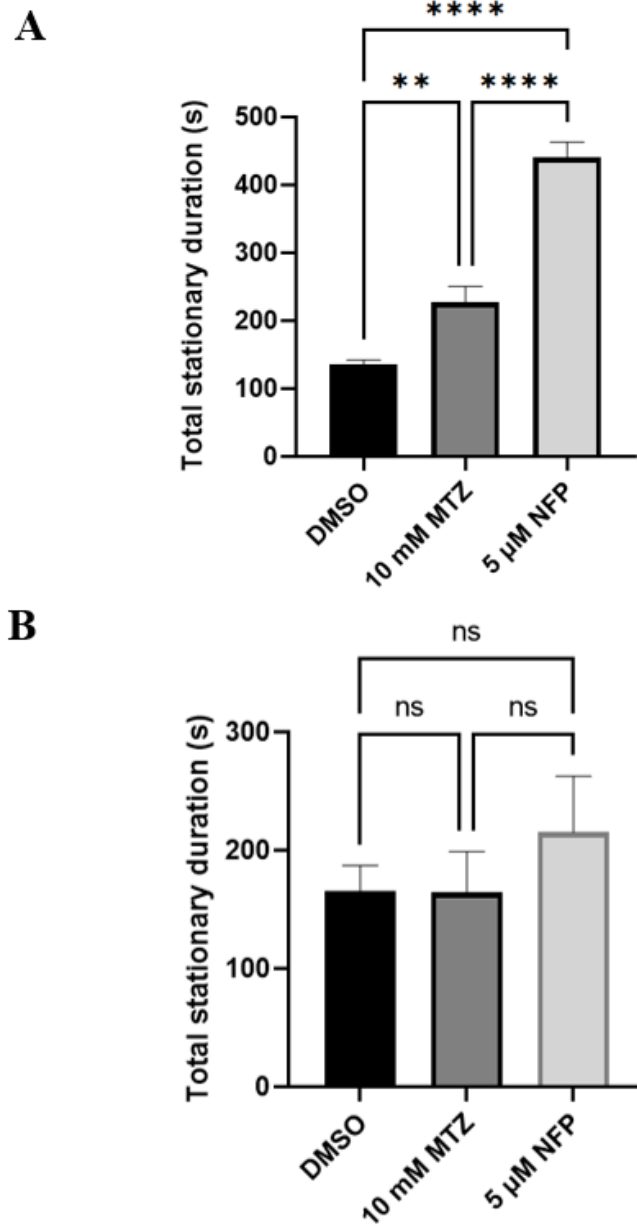 A
****
** ****
Total stationary duration (s)
500
400
300
200
100
0
DMSO
10 mM MTZ
5 µM NFP
B
ns
ns ns
Total stationary duration (s)
300
200
100
0
DMSO
10 mM MTZ
5 µM NFP